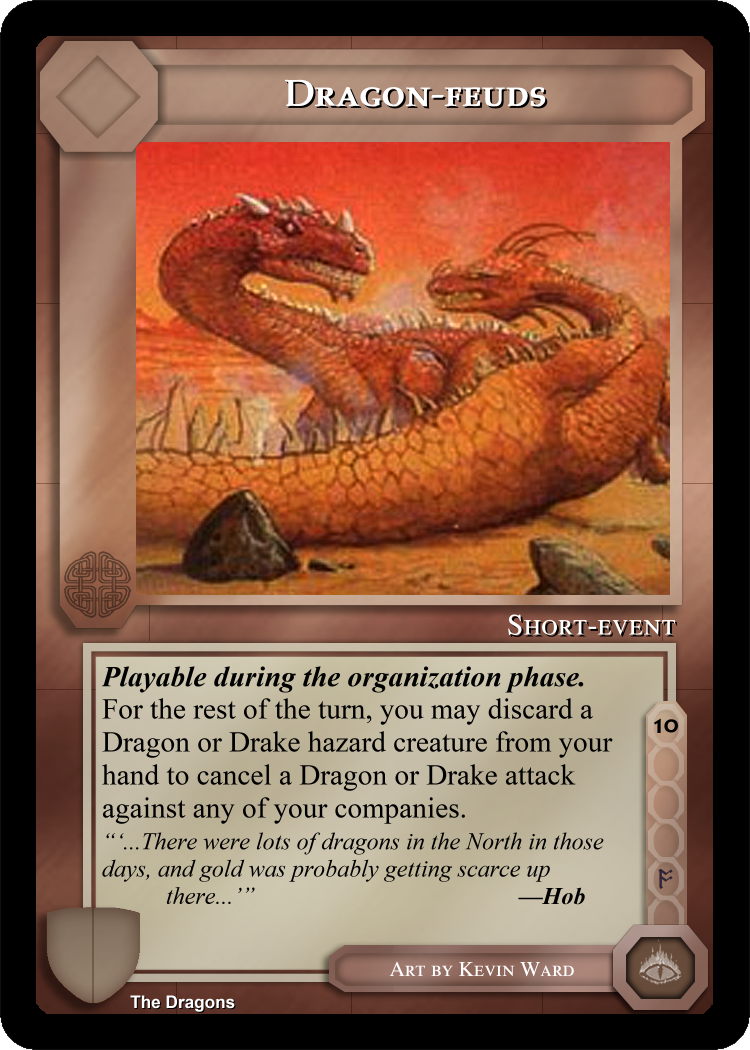 Dragon-feuds
Short-event
Playable during the organization phase.
For the rest of the turn, you may discard a
Dragon or Drake hazard creature from your
hand to cancel a Dragon or Drake attack
against any of your companies.
“‘...There were lots of dragons in the North in those
days, and gold was probably getting scarce up
there...’”
—Hob
10
ᚩ
Art by Kevin Ward
The Dragons